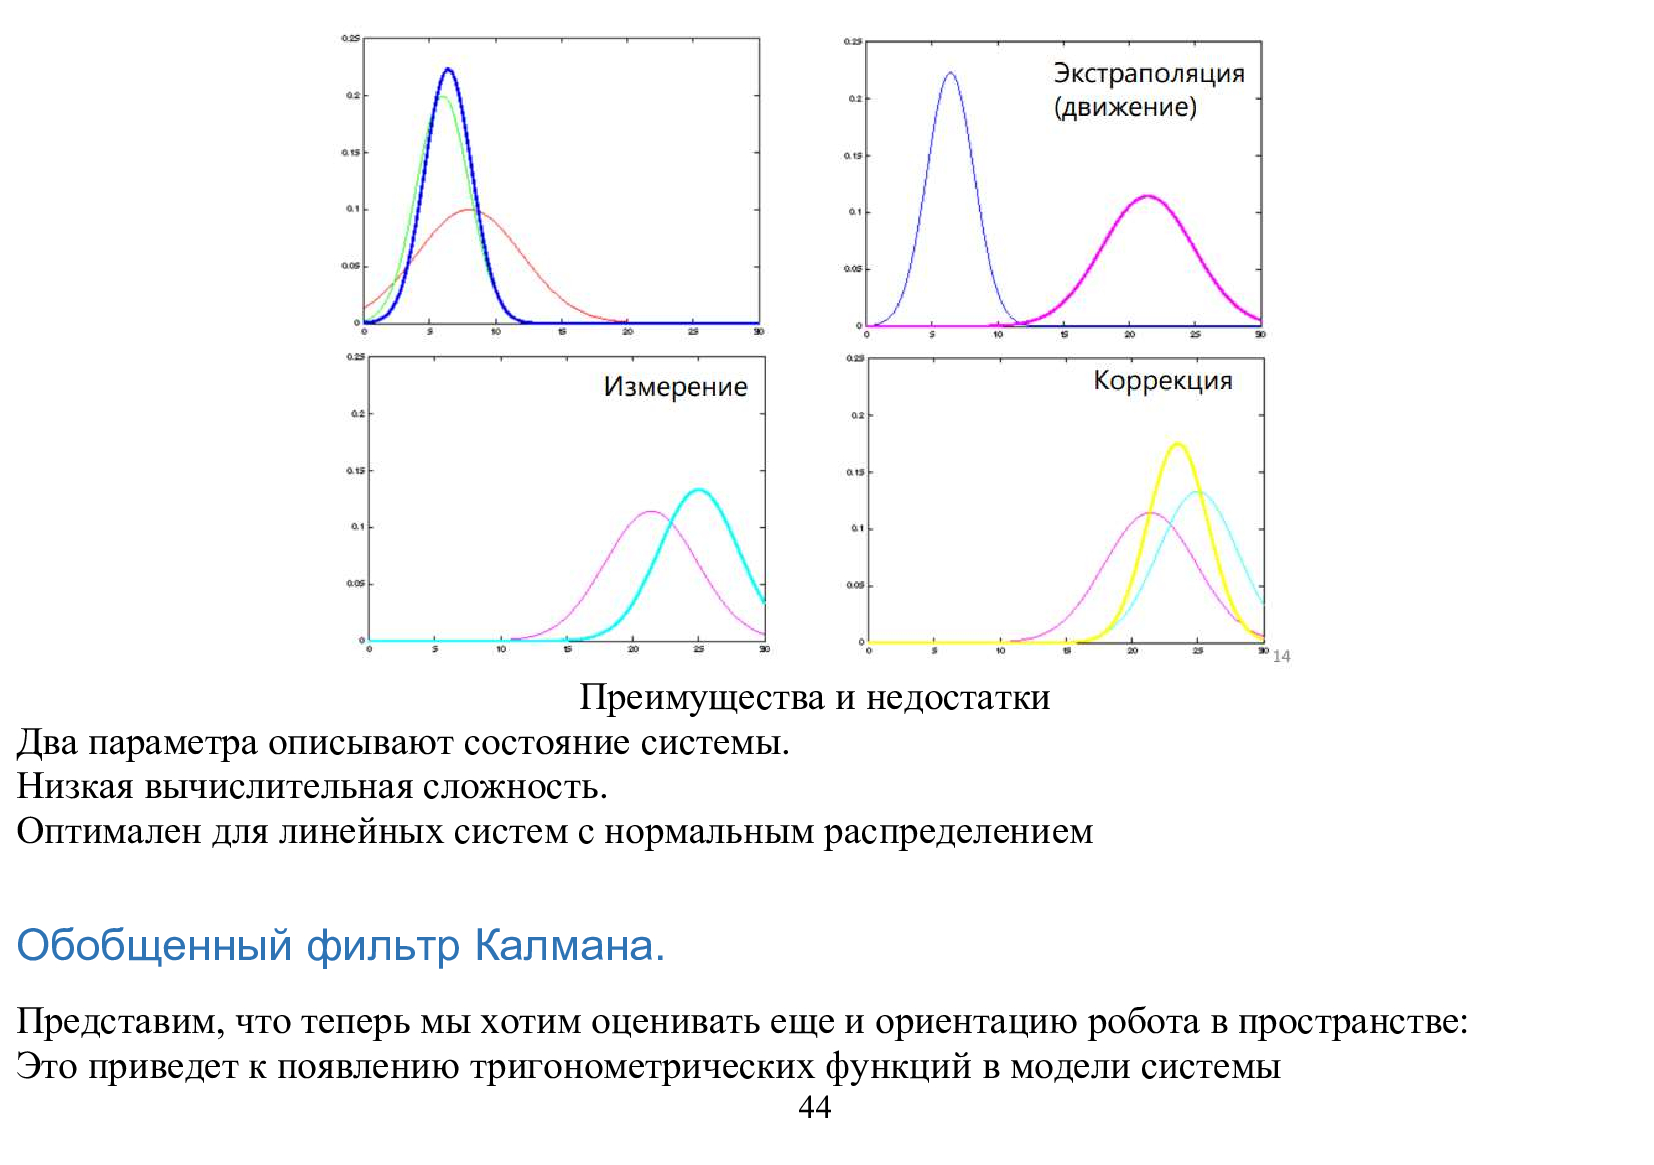 0.25
0.2
0.15
0.1
0.05
0
0 5 10 15 20 25 30
Экстраполяция
(движение)
0.25
0.2
0.15
0.1
0.05
0
0 5 10 15 20 25 30
Измерение
0.25
0.2
0.15
0.1
0.05
0
0 5 10 15 20 25 30
Коррекция
0.25
0.2
0.15
0.1
0.05
0
0 5 10 15 20 25 30
14
Преимущества и недостатки
Два параметра описывают состояние системы.
Низкая вычислительная сложность.
Оптимален для линейных систем с нормальным распределением
Обобщенный фильтр Калмана.
Представим, что теперь мы хотим оценивать еще и ориентацию робота в пространстве:
Это приведет к появлению тригонометрических функций в модели системы
44